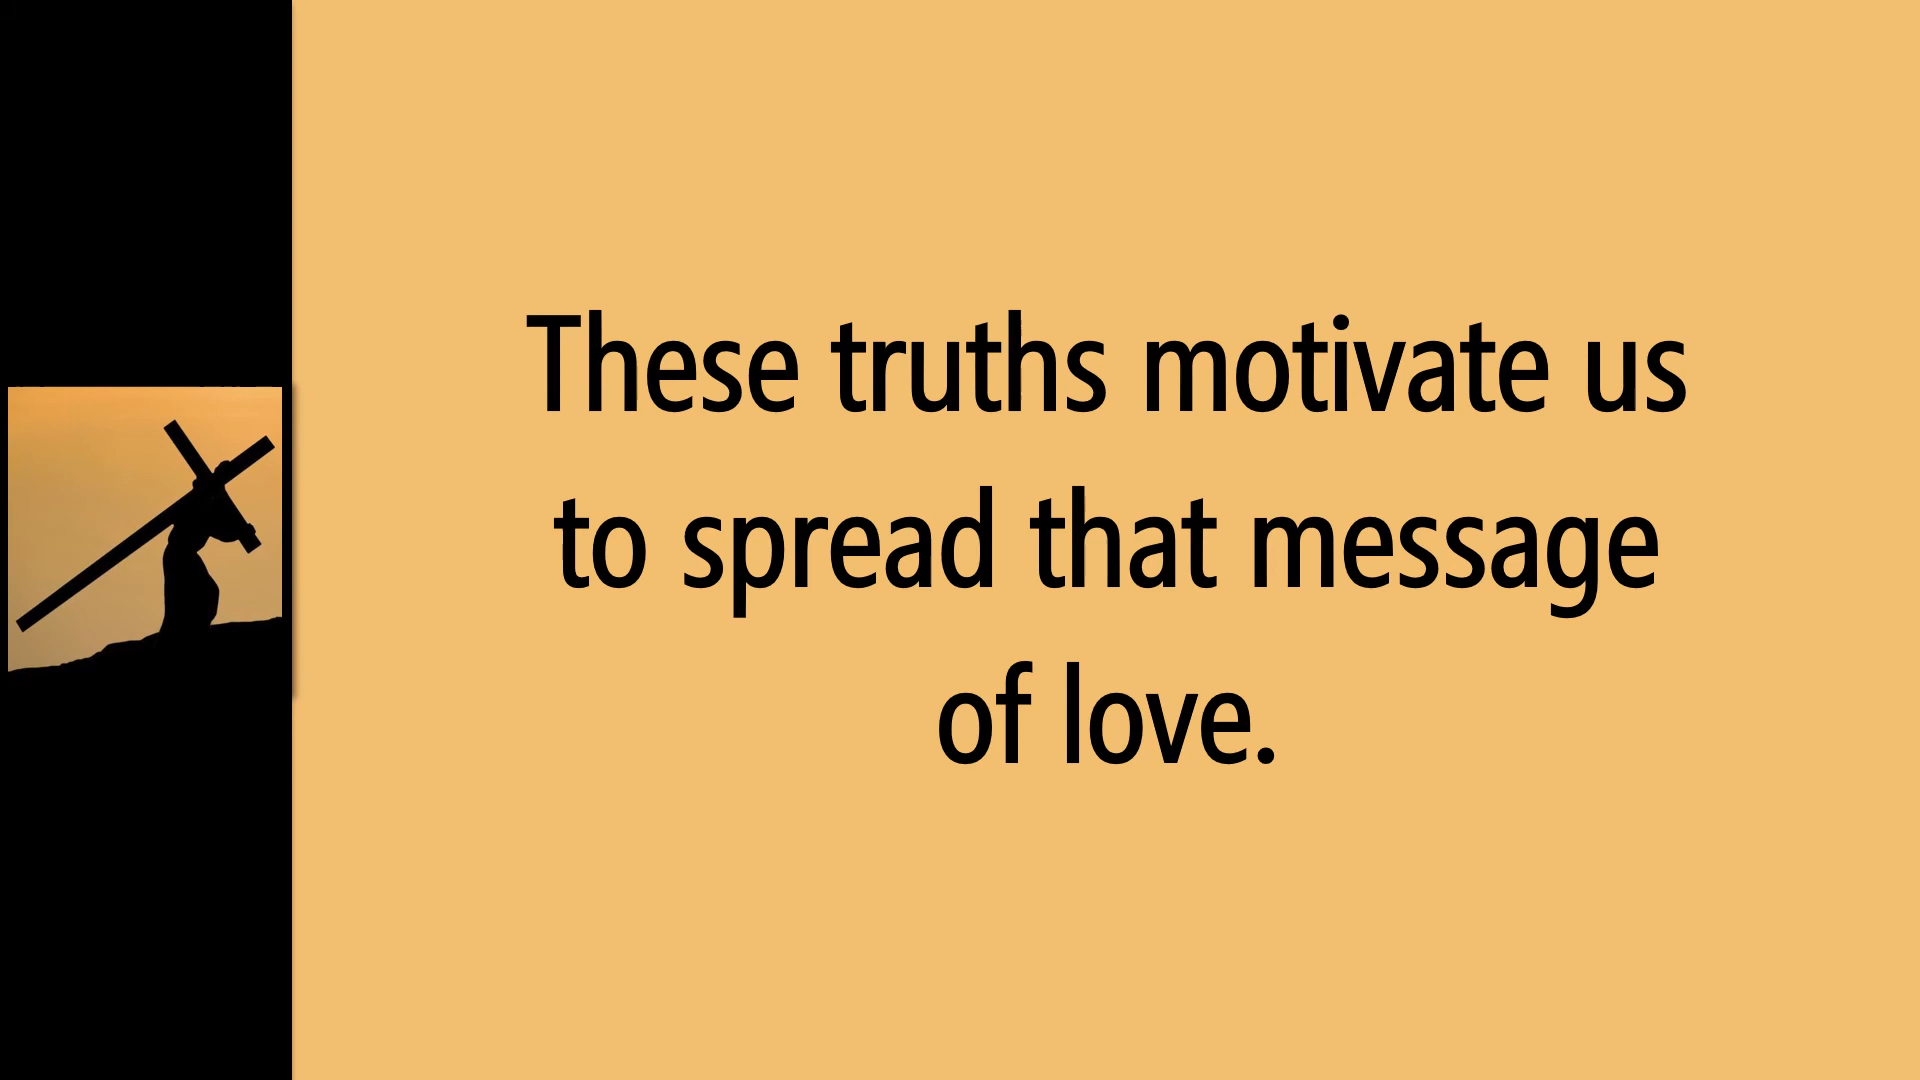 These truths motivate us
to spread that message
of love.